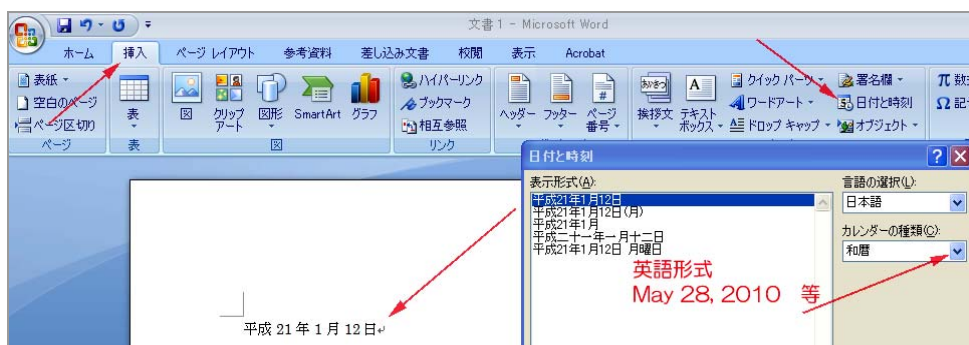 文書 1 - Microsoft Word
ホーム 挿入 ページ レイアウト 参考資料 差し込み文書 校閲 表示 Acrobat
表紙
空白のページ
ページ区切り
ページ
表
表
図
クリップ アート
図形
SmartArt
グラフ
図
ハイパーリンク
ブックマーク
相互参照
リンク
ヘッダー
フッター
ページ番号
あいさつ
挨拶文
A
テキスト ボックス
クイック パーツ
ワードアート
ドロップ キャップ
署名欄
日付と時刻
オブジェクト
π 数
Ω 記
日付と時刻
表示形式(A):
平成21年1月12日
平成21年1月12日(月)
平成21年1月
平成二十一年一月十二日
平成21年1月12日 月曜日
言語の選択(L):
日本語
カレンダーの種類(C):
和暦
英語形式
May 28, 2010 等
平成 21 年 1 月 12 日